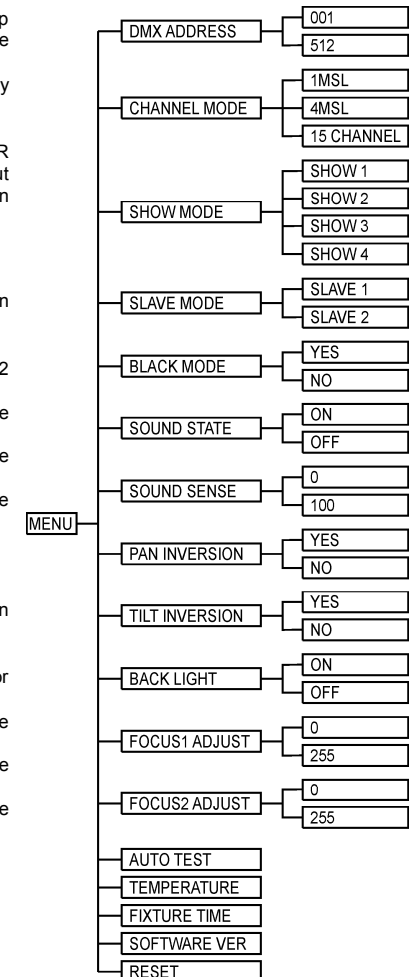 p
e
y
R
ut
n
n
2
e
e
e
n
or
e
e
e
MENU
DMX ADDRESS
001
512
CHANNEL MODE
1MSL
4MSL
15 CHANNEL
SHOW MODE
SHOW 1
SHOW 2
SHOW 3
SHOW 4
SLAVE MODE
SLAVE 1
SLAVE 2
BLACK MODE
YES
NO
SOUND STATE
ON
OFF
SOUND SENSE
0
100
PAN INVERSION
YES
NO
TILT INVERSION
YES
NO
BACK LIGHT
ON
OFF
FOCUS1 ADJUST
0
255
FOCUS2 ADJUST
0
255
AUTO TEST
TEMPERATURE
FIXTURE TIME
SOFTWARE VER
RESET